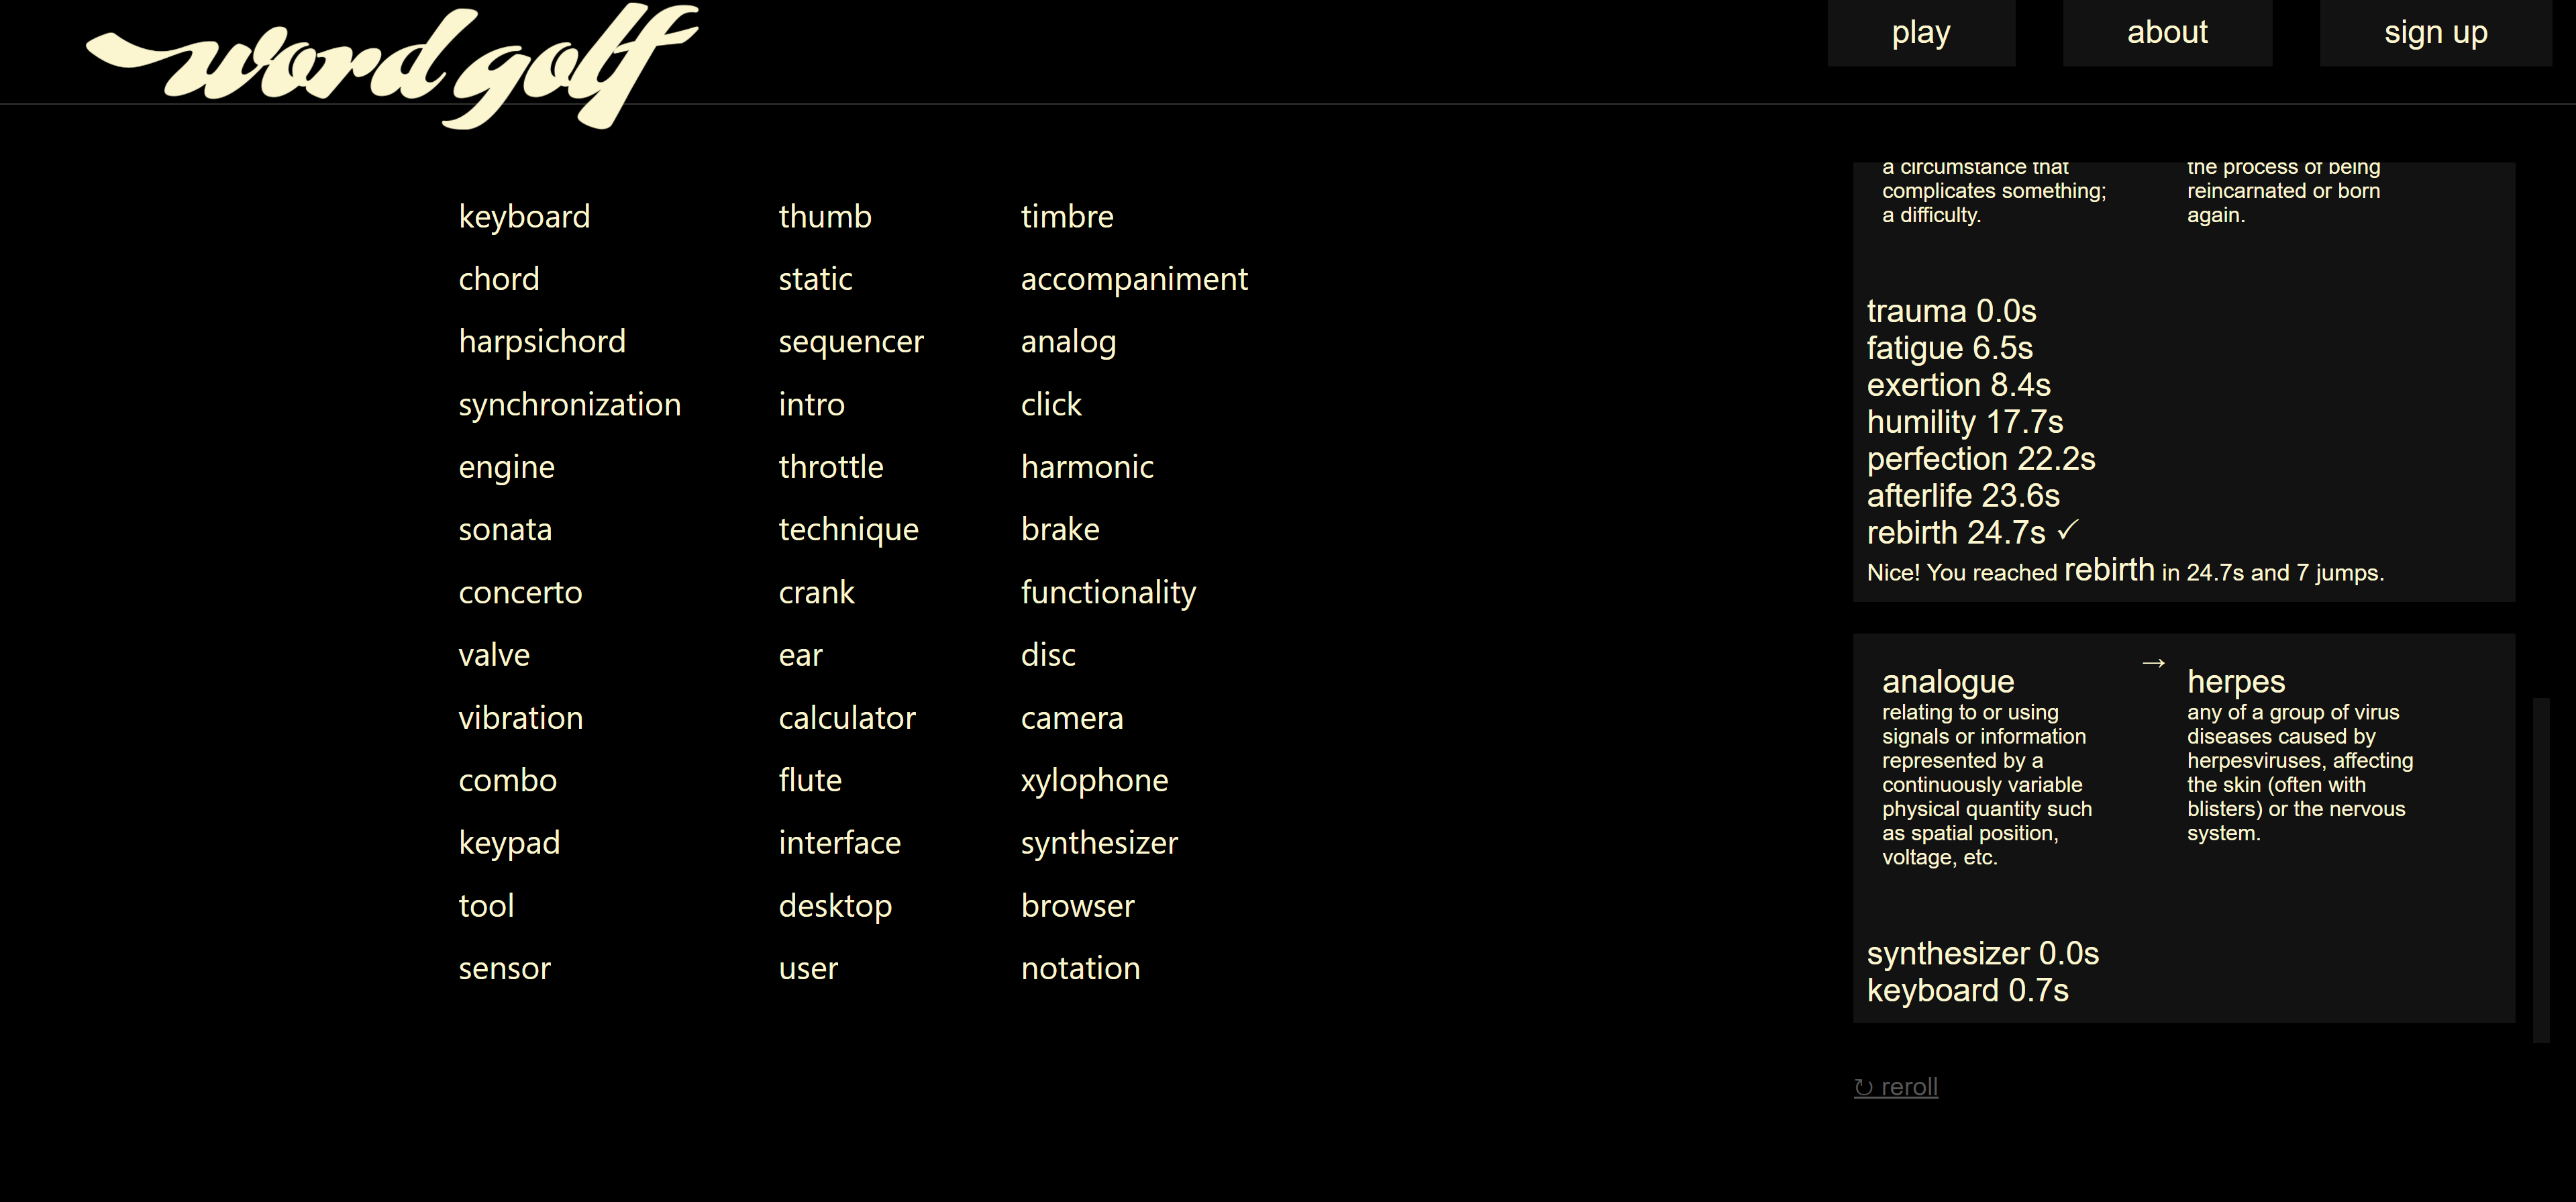 word golf
play about sign up
keyboard thumb timbre
chord static accompaniment
harpsichord sequencer analog
synchronization intro click
engine throttle harmonic
sonata technique brake
concerto crank functionality
valve ear disc
vibration calculator camera
combo flute xylophone
keypad interface synthesizer
tool desktop browser
sensor user notation
a circumstance that
complicates something;
a difficulty.
the process of being
reincarnated or born
again.
trauma 0.0s
fatigue 6.5s
exertion 8.4s
humility 17.7s
perfection 22.2s
afterlife 23.6s
rebirth 24.7s ✓
Nice! You reached rebirth in 24.7s and 7 jumps.
analogue
relating to or using
signals or information
represented by a
continuously variable
physical quantity such
as spatial position,
voltage, etc.
→
herpes
any of a group of virus
diseases caused by
herpesviruses, affecting
the skin (often with
blisters) or the nervous
system.
synthesizer 0.0s
keyboard 0.7s
↻ reroll